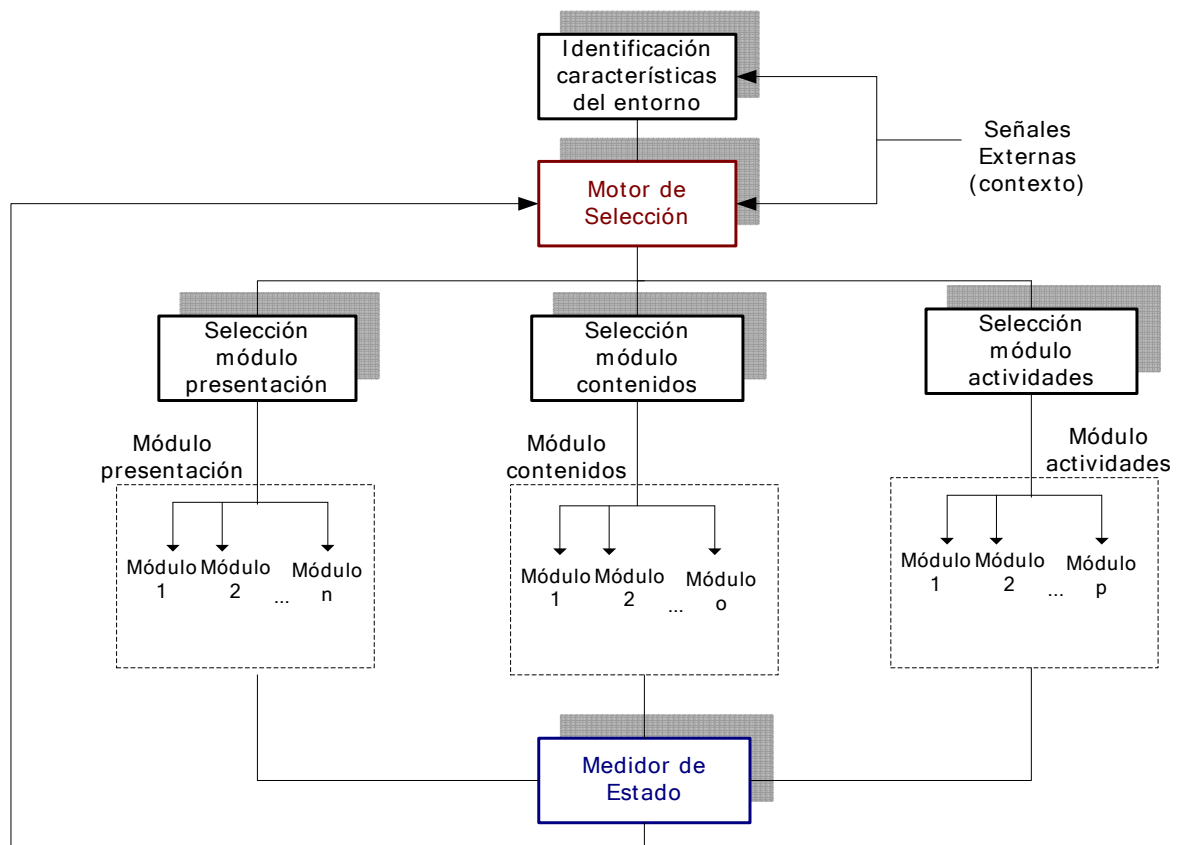 Identificación
características
del entorno
Señales
Externas
(contexto)
Motor de
Selección
Selección
módulo
presentación
Selección
módulo
contenidos
Selección
módulo
actividades
Módulo
presentación
Módulo
contenidos
Módulo
actividades
Módulo
1
Módulo
2
...
Módulo
n
Módulo
1
Módulo
2
...
Módulo
o
Módulo
1
Módulo
2
...
Módulo
p
Medidor de
Estado